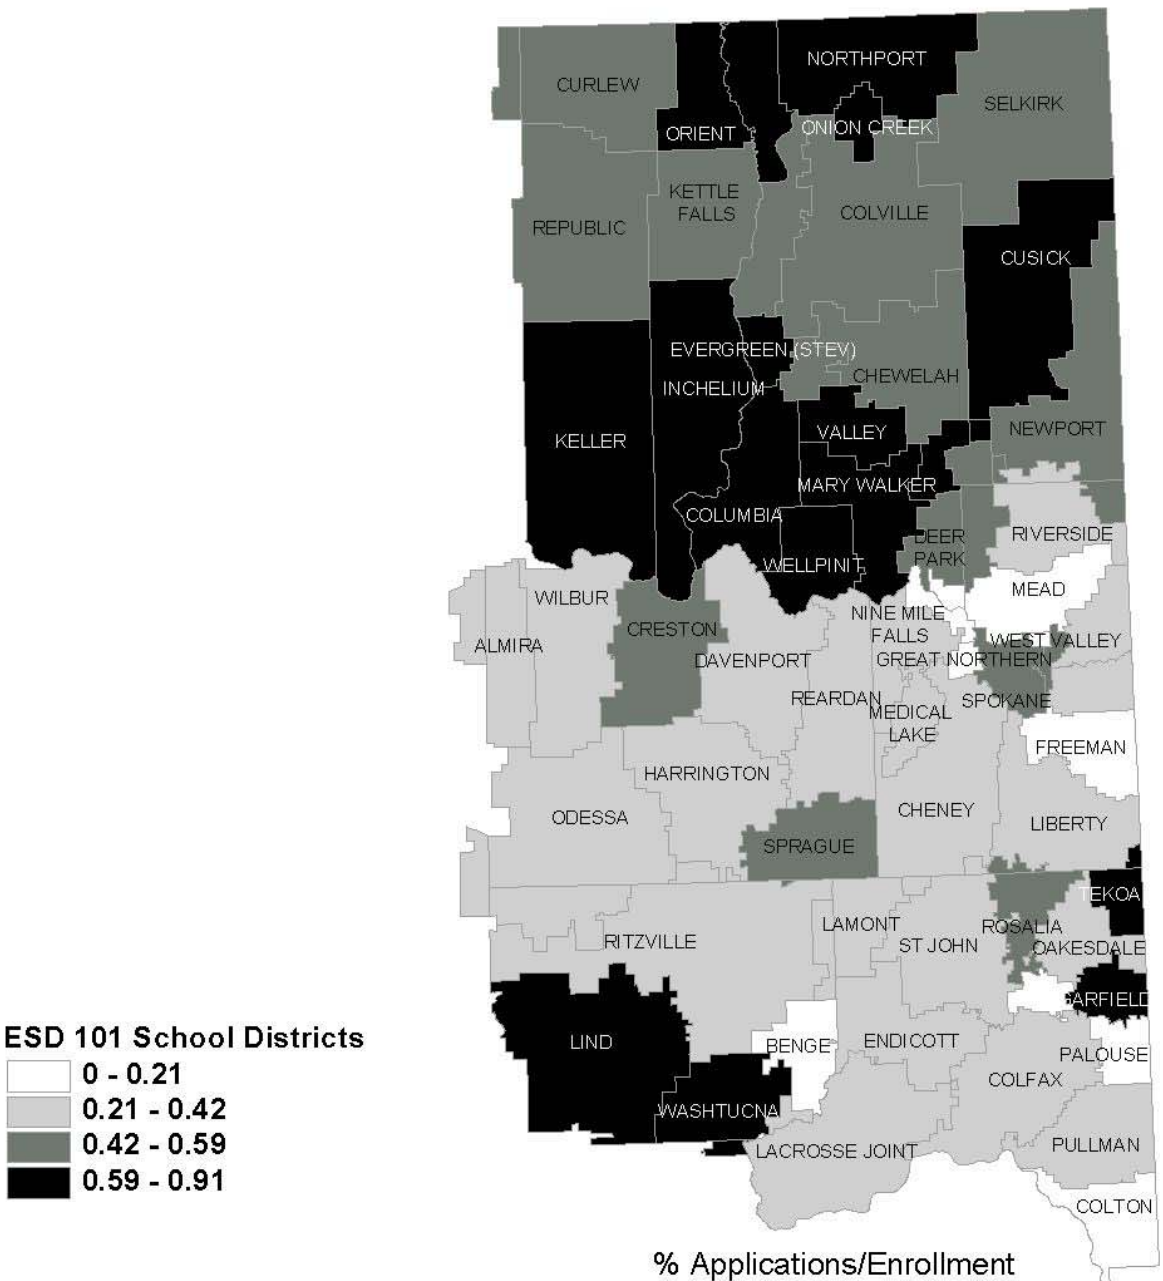 NORTHPORT
CURLEW
SELKIRK
ORIENT
ONION CREEK
KETTLE
FALLS
COLVILLE
REPUBLIC
CUSICK
EVERGREEN (STEV)
CHEWELAH
INCHELIUM
NEWPORT
VALLEY
KELLER
MARY WALKER
COLUMBIA
RIVERSIDE
DEER
PARK
WELLPINIT
MEAD
WILBUR
NINE MILE
FALLS
CRESTON
WEST VALLEY
ALMIRA
DAVENPORT
GREAT NORTHERN
REARDAN
SPOKANE
MEDICAL
LAKE
FREEMAN
HARRINGTON
CHENEY
ODESSA
LIBERTY
SPRAGUE
TEKOA
LAMONT
ROSALIA
RITZVILLE
ST JOHN
OAKESDALE
GARFIELD
LIND
BENGE
ENDICOTT
PALOUSE
COLFAX
WASHTUCNA
LACROSSE JOINT
PULLMAN
COLTON
ESD 101 School Districts
0 - 0.21
0.21 - 0.42
0.42 - 0.59
0.59 - 0.91
% Applications/Enrollment